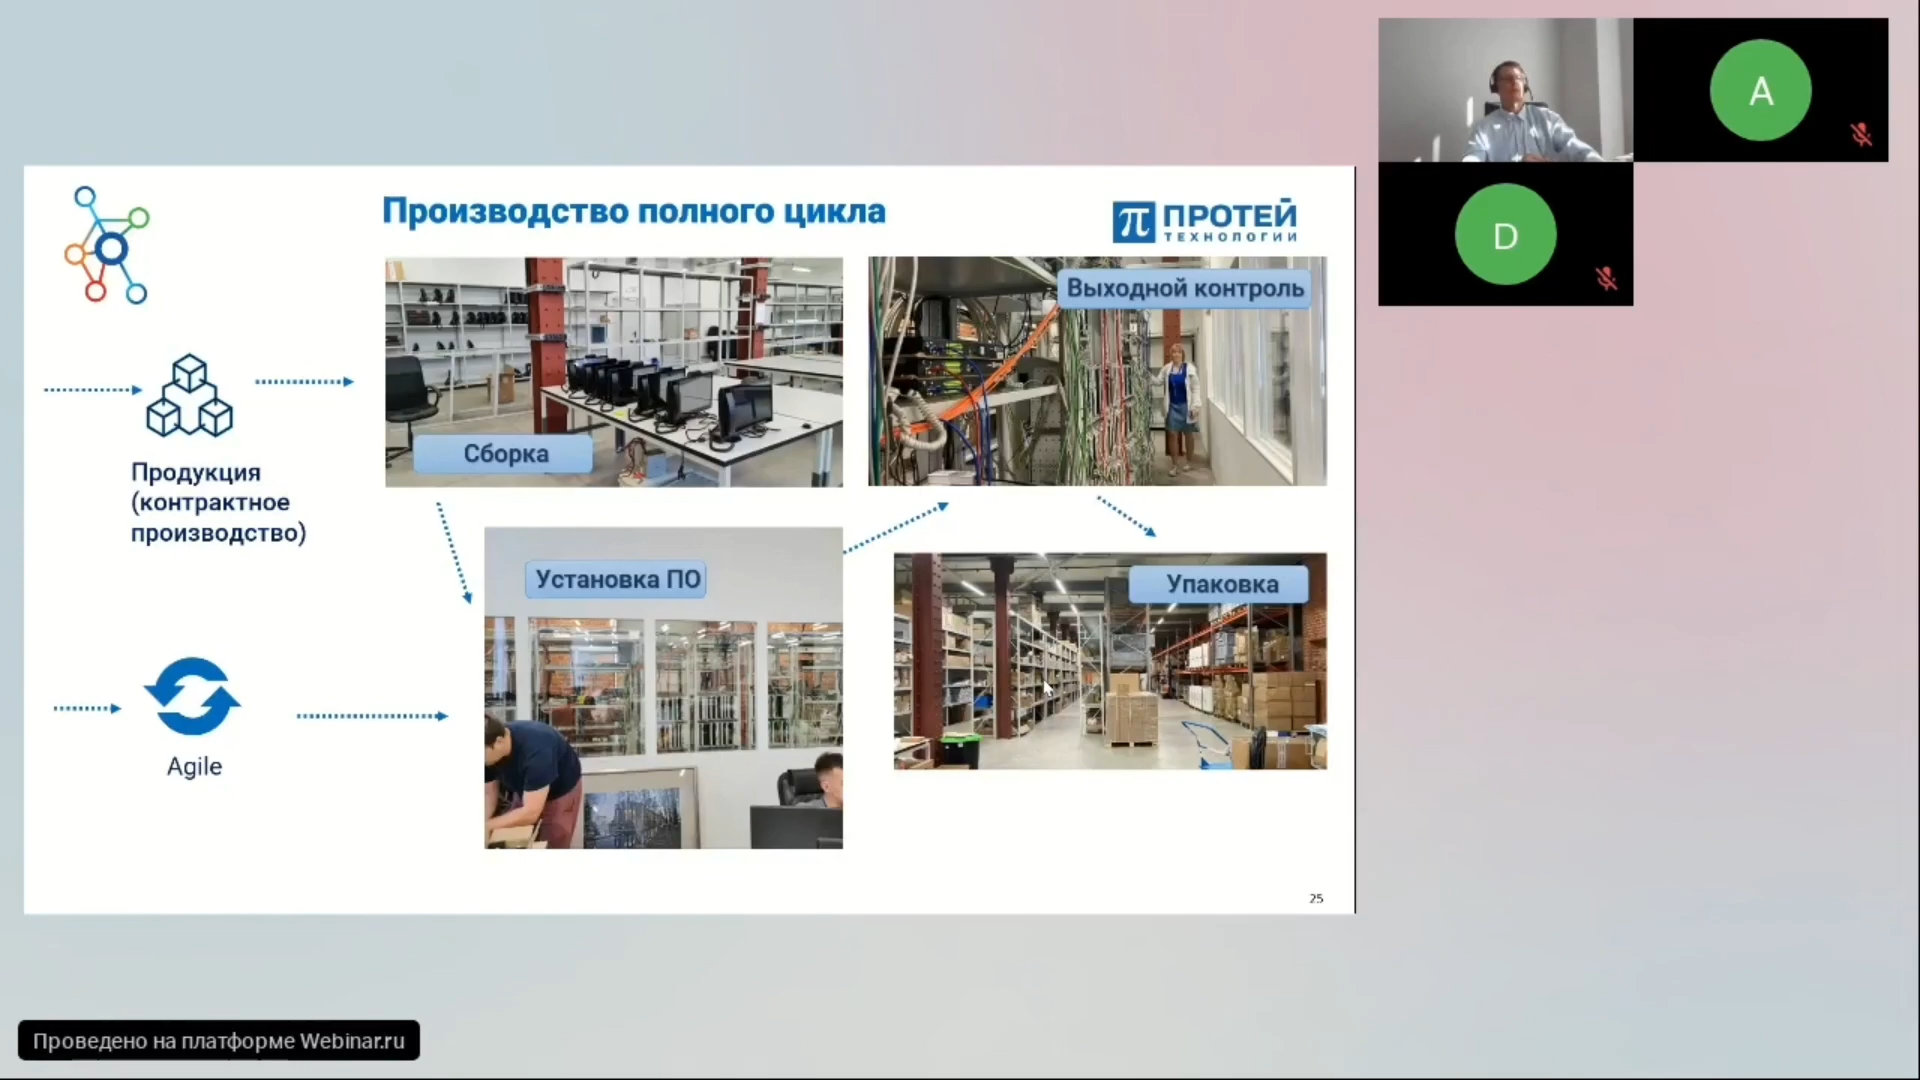 Производство полного цикла
π ПРОТЕЙ
ТЕХНОЛОГИИ
Сборка
Выходной контроль
Продукция
(контрактное
производство)
Установка ПО
Упаковка
Agile
25
A
D
Проведено на платформе Webinar.ru